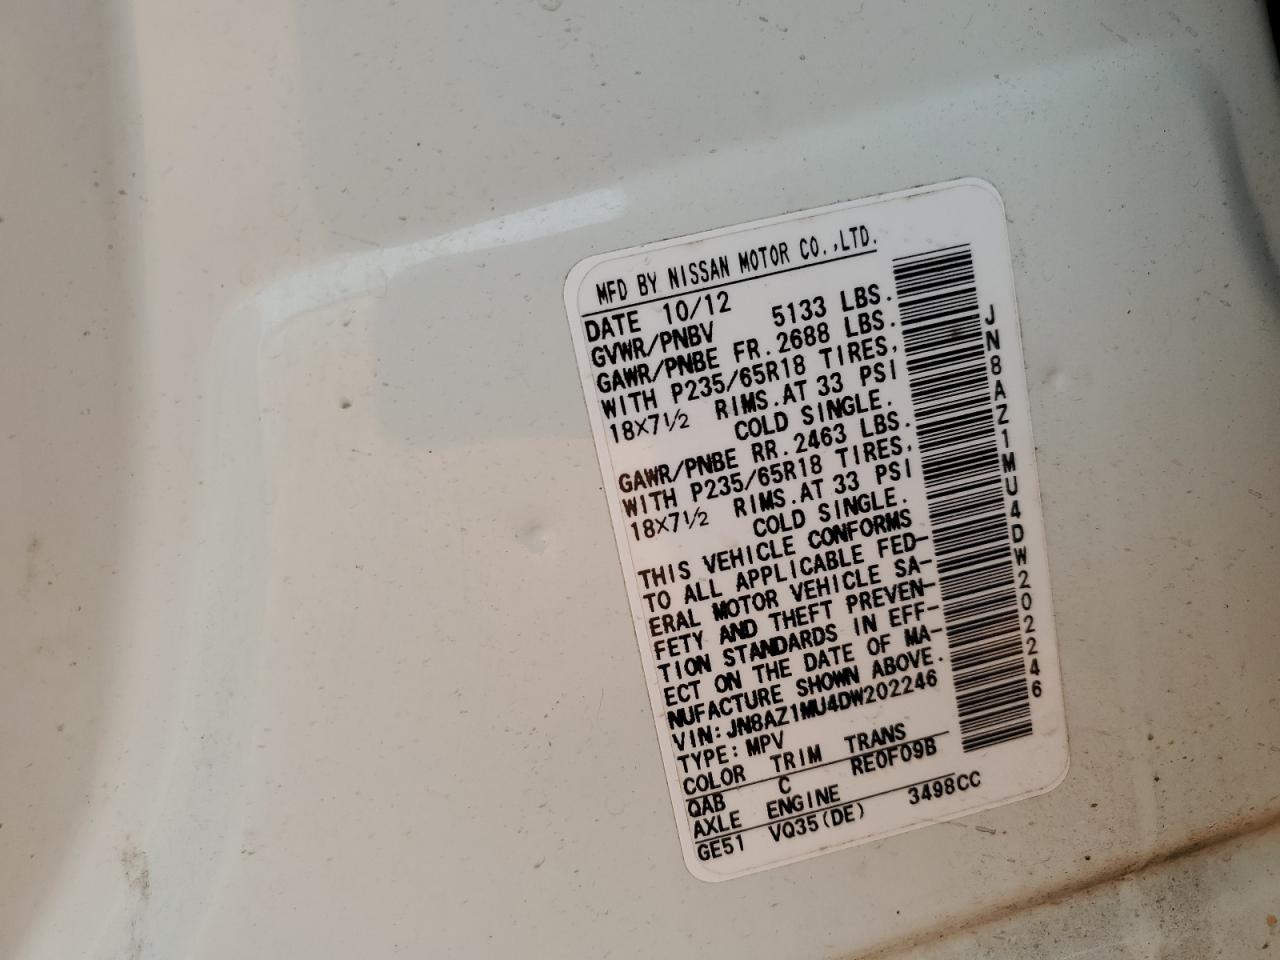 MFD BY NISSAN MOTOR CO.,LTD.
DATE 10/12
GVWR/PNBV 5133 LBS.
GAWR/PNBE FR.2688 LBS.
WITH P235/65R18 TIRES,
18X7½ RIMS.AT 33 PSI
COLD SINGLE.
GAWR/PNBE RR.2463 LBS.
WITH P235/65R18 TIRES,
18X7½ RIMS.AT 33 PSI
COLD SINGLE.
THIS VEHICLE CONFORMS
TO ALL APPLICABLE FED-
ERAL MOTOR VEHICLE SA-
FETY AND THEFT PREVEN-
TION STANDARDS IN EFF-
ECT ON THE DATE OF MA-
NUFACTURE SHOWN ABOVE.
VIN:JN8AZ1MU4DW202246
TYPE:MPV
COLOR TRIM TRANS
QAB C RE0F09B
AXLE ENGINE
GE51 VQ35(DE) 3498CC
JN8AZ1MU4DW202246